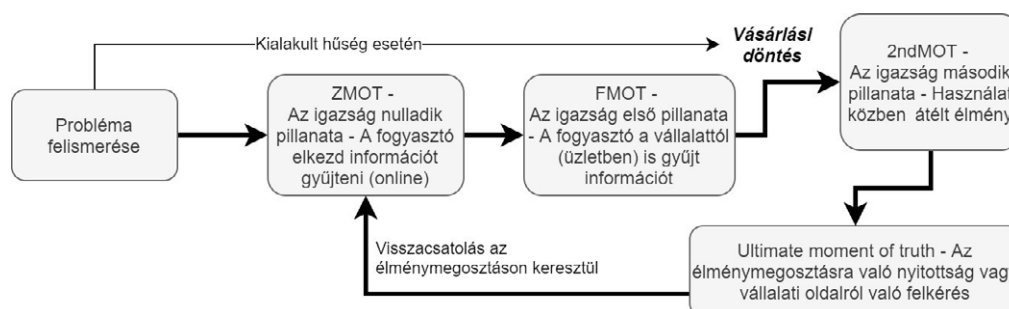 Kialakult hűség esetén
Vásárlási
döntés
Probléma
felismerése
ZMOT -
Az igazság nulladik
pillanata - A fogyasztó
elkezd információt
gyűjteni (online)
FMOT -
Az igazság első pillanata
- A fogyasztó a vállalattól
(üzletben) is gyűjt
információt
2ndMOT -
Az igazság második
pillanata - Használat
közben átélt élmény
Ultimate moment of truth - Az
élménymegosztásra való nyitottság vagy
vállalati oldalról való felkérés
Visszacsatolás az
élménymegosztáson keresztül